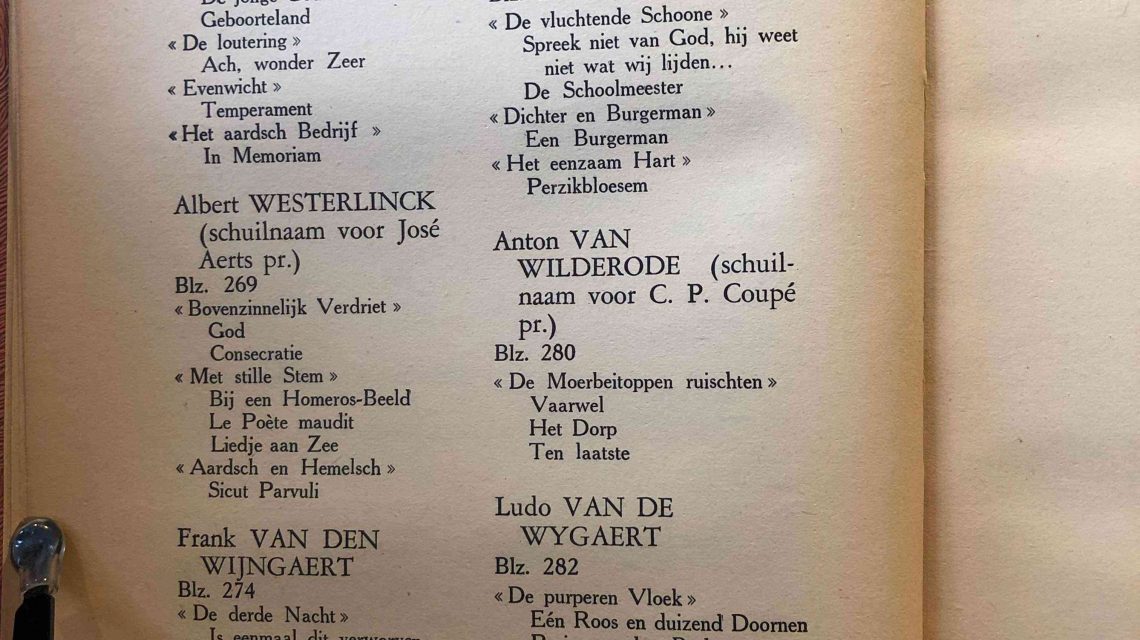 Geboorteland
« De loutering »
Ach, wonder Zeer
« Evenwicht »
Temperament
« Het aardsch Bedrijf »
In Memoriam
Albert WESTERLINCK
(schuilnaam voor José
Aerts pr.)
Blz. 269
« Bovenzinnelijk Verdriet »
God
Consecratie
« Met stille Stem »
Bij een Homeros-Beeld
Le Poète maudit
Liedje aan Zee
« Aardsch en Hemelsch »
Sicut Parvuli
Frank VAN DEN
WIJNGAERT
Blz. 274
« De derde Nacht »
Is eenmaal dit
« De vluchtende Schoone »
Spreek niet van God, hij weet
niet wat wij lijden...
De Schoolmeester
« Dichter en Burgerman »
Een Burgerman
« Het eenzaam Hart »
Perzikbloesem
Anton VAN
WILDERODE (schuil-
naam voor C. P. Coupé
pr.)
Blz. 280
« De Moerbeitoppen ruischten »
Vaarwel
Het Dorp
Ten laatste
Ludo VAN DE
WYGAERT
Blz. 282
« De purperen Vloek »
Eén Roos en duizend Doornen